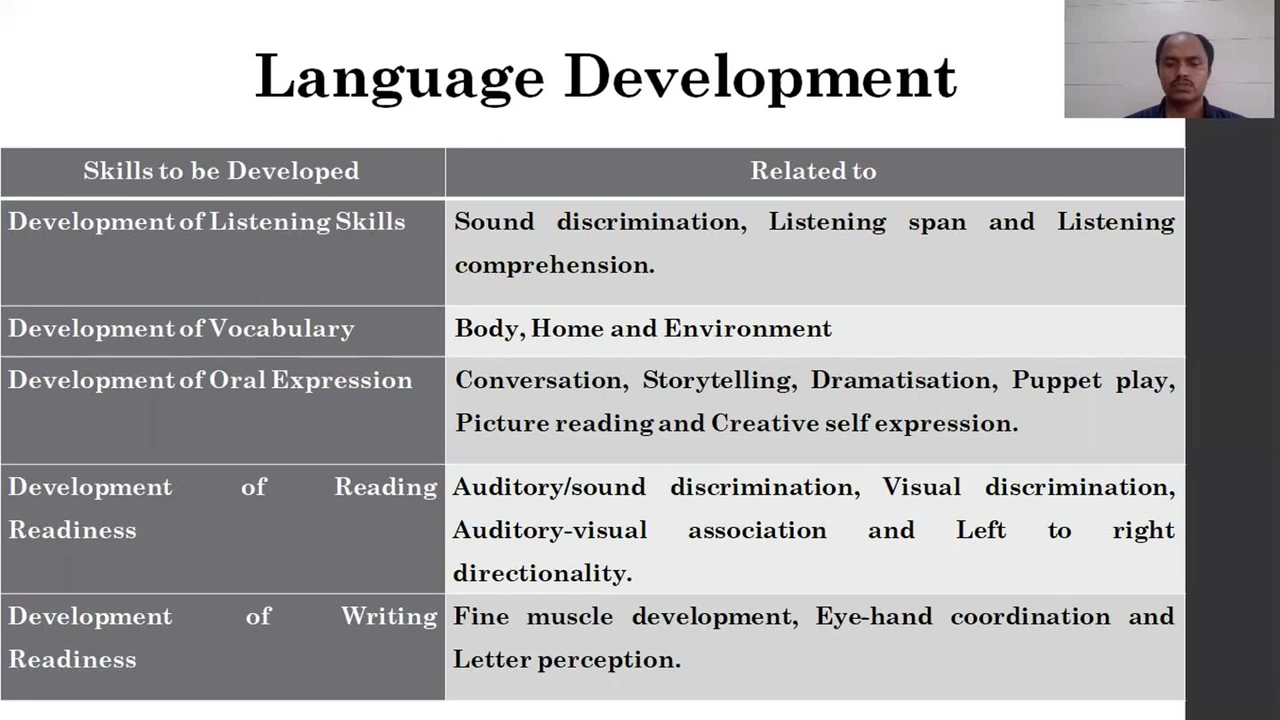 Language Development
Skills to be Developed
Related to
Development of Listening Skills
Sound discrimination, Listening span and Listening
comprehension.
Development of Vocabulary
Body, Home and Environment
Development of Oral Expression
Conversation, Storytelling, Dramatisation, Puppet play,
Picture reading and Creative self expression.
Development of Reading
Readiness
Auditory/sound discrimination, Visual discrimination,
Auditory-visual association and Left to right
directionality.
Development of Writing
Readiness
Fine muscle development, Eye-hand coordination and
Letter perception.